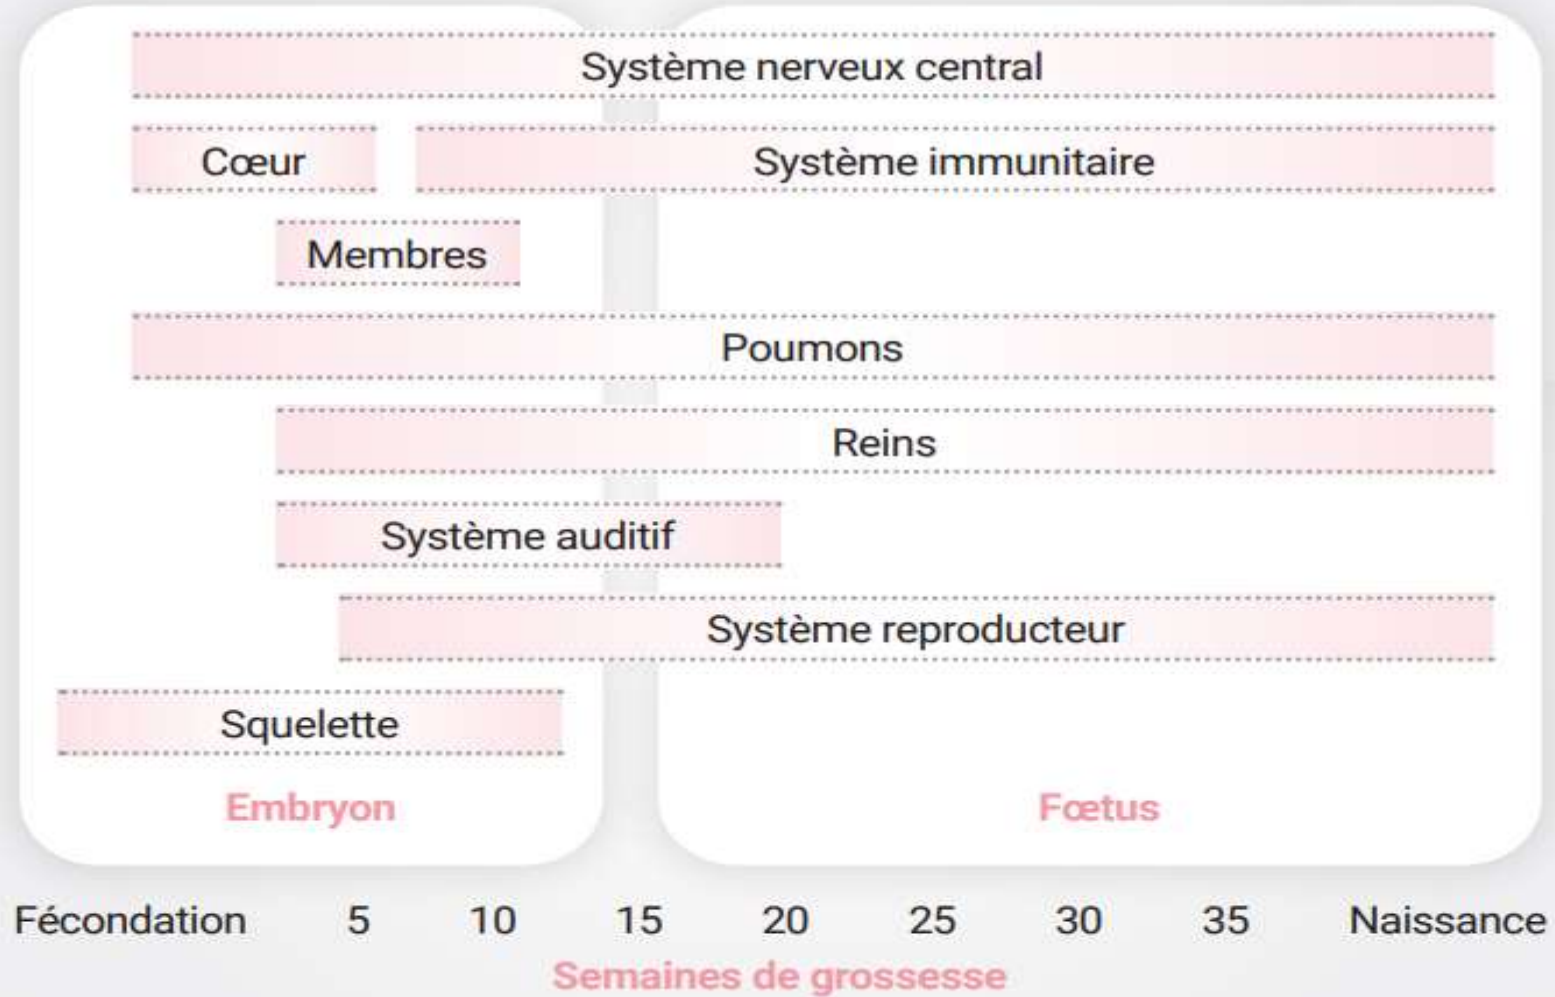 Système nerveux central
Cœur Système immunitaire
Membres
Poumons
Reins
Système auditif
Système reproducteur
Squelette
Embryon Fœtus
Fécondation 5 10 15 20 25 30 35 Naissance
Semaines de grossesse